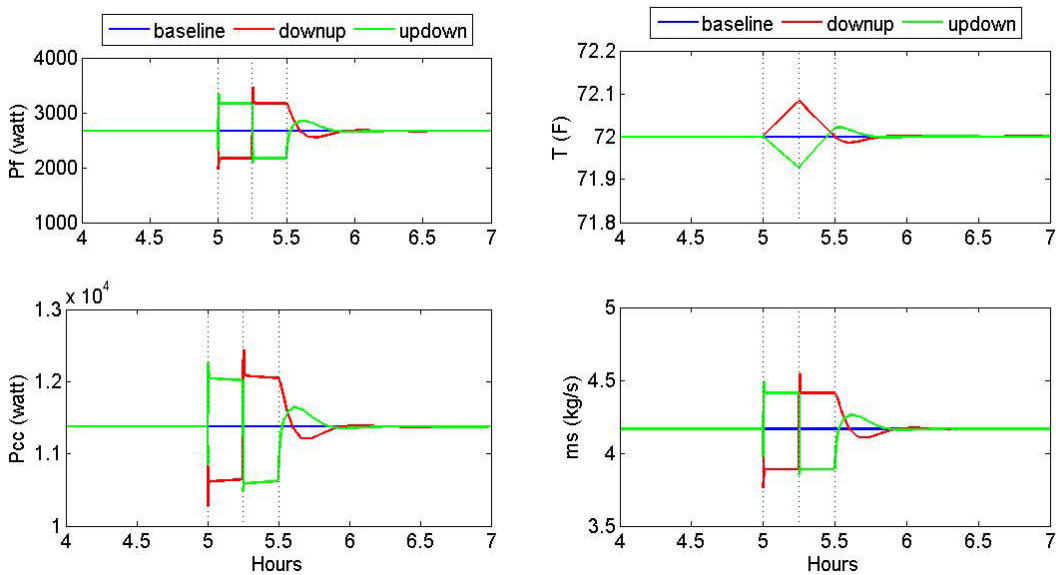 baseline downup updown
4000
3000
2000
1000
Pf (watt)
4 4.5 5 5.5 6 6.5 7
baseline downup updown
72.2
72.1
72
71.9
71.8
T (F)
4 4.5 5 5.5 6 6.5 7
1.3 x 10^4
1.2
1.1
1
Pcc (watt)
4 4.5 5 5.5 6 6.5 7
Hours
5
4.5
4
3.5
ms (kg/s)
4 4.5 5 5.5 6 6.5 7
Hours